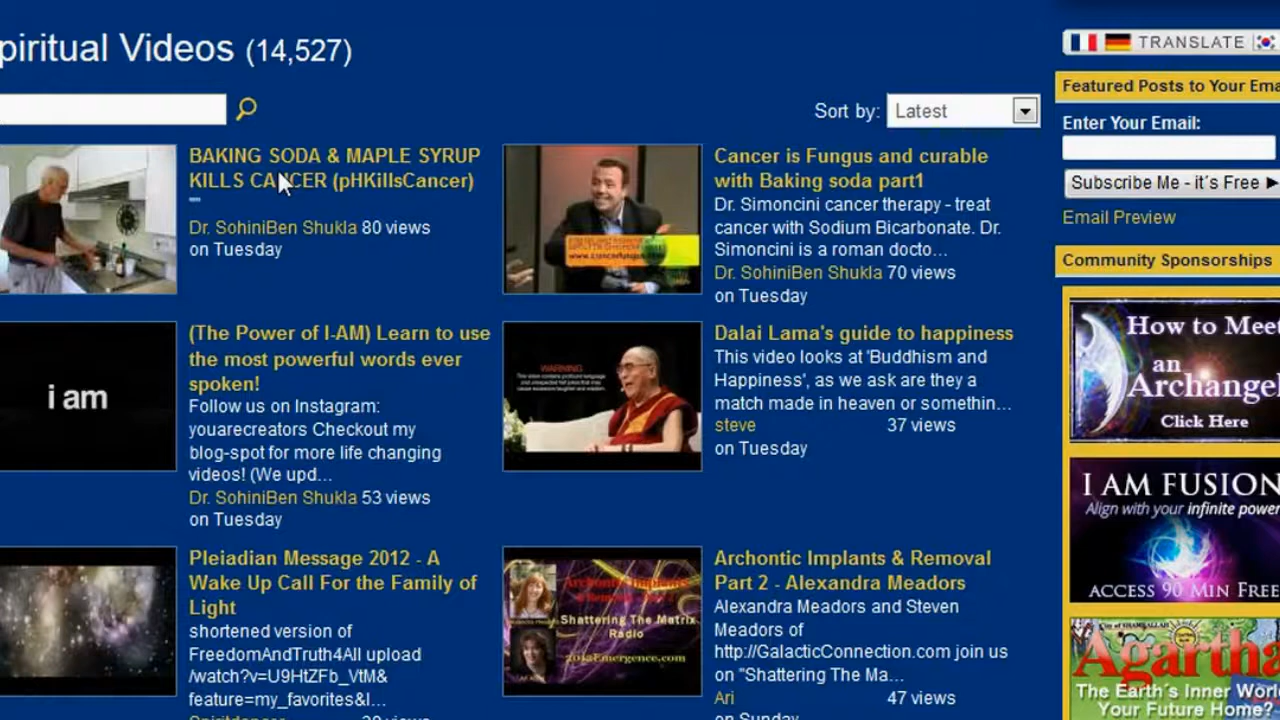 piritual Videos (14,527)
TRANSLATE
Featured Posts to Your Ema
Sort by: Latest
Enter Your Email:
Subscribe Me - it's Free ▶
Email Preview
Community Sponsorships
BAKING SODA & MAPLE SYRUP
KILLS CANCER (pHKillsCancer)
Dr. SohiniBen Shukla 80 views
on Tuesday
Cancer is Fungus and curable
with Baking soda part1
Dr. Simoncini cancer therapy - treat
cancer with Sodium Bicarbonate. Dr.
Simoncini is a roman docto...
Dr. SohiniBen Shukla 70 views
on Tuesday
i am
(The Power of I-AM) Learn to use
the most powerful words ever
spoken!
Follow us on Instagram:
youarecreators Checkout my
blog-spot for more life changing
videos! (We upd...
Dr. SohiniBen Shukla 53 views
on Tuesday
WARNING
Dalai Lama's guide to happiness
This video looks at 'Buddhism and
Happiness', as we ask are they a
match made in heaven or somethin...
steve 37 views
on Tuesday
Pleiadian Message 2012 - A
Wake Up Call For the Family of
Light
shortened version of
FreedomAndTruth4All upload
/watch?v=U9HtZFb_VtM&
feature=my_favorites&l...
Archontic Implants
& Removal
Shattering The Matrix
Radio
2012Emergence.com
Archontic Implants & Removal
Part 2 - Alexandra Meadors
Alexandra Meadors and Steven
Meadors of
http://GalacticConnection.com join us
on "Shattering The Ma...
Ari 47 views
on Sunday
How to Meet
an
Archangel
Click Here
I AM FUSION
Align with your infinite power
ACCESS 90 MIN FREE
Agartha
The Earth's Inner World
Your Future Home?